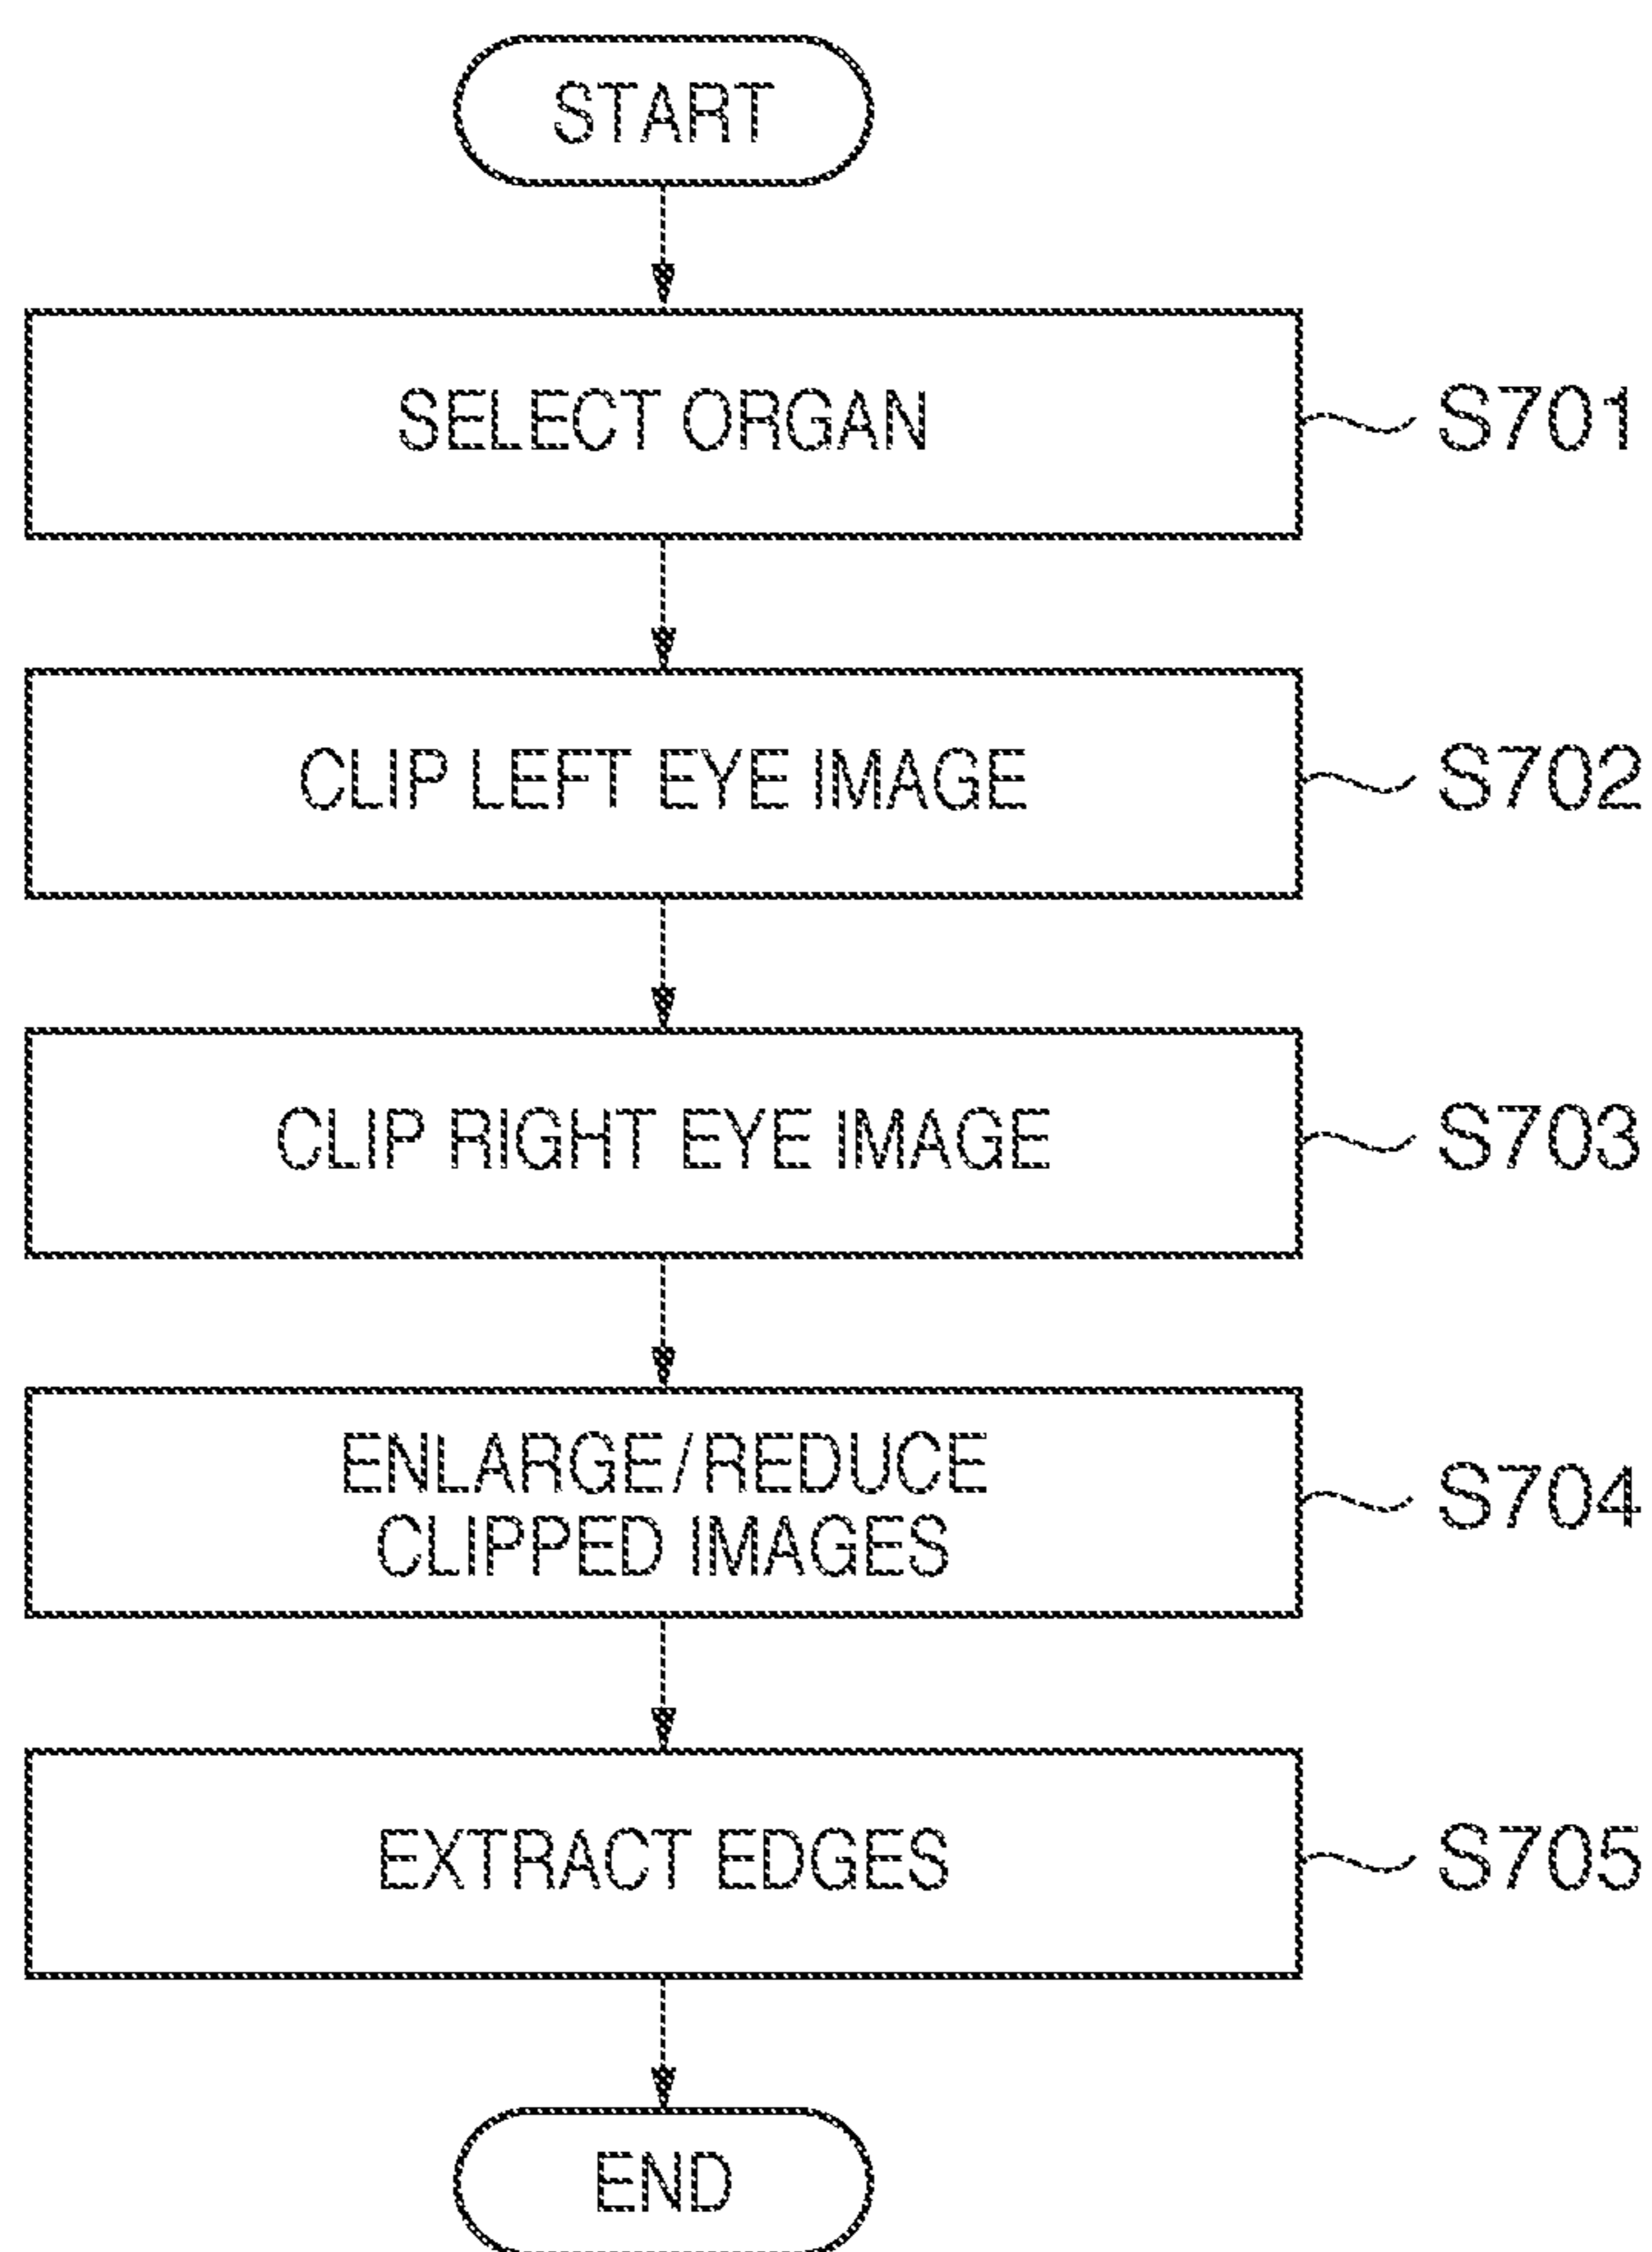 START
SELECT ORGAN
S701
CLIP LEFT EYE IMAGE
S702
CLIP RIGHT EYE IMAGE
S703
ENLARGE/REDUCE
CLIPPED IMAGES
S704
EXTRACT EDGES
S705
END